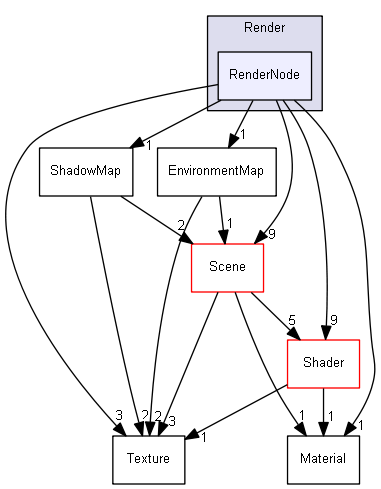 Render
RenderNode
1
1
ShadowMap
EnvironmentMap
2
1
9
Scene
5
9
Shader
3
2
2
3
1
1
1
1
Texture
Material